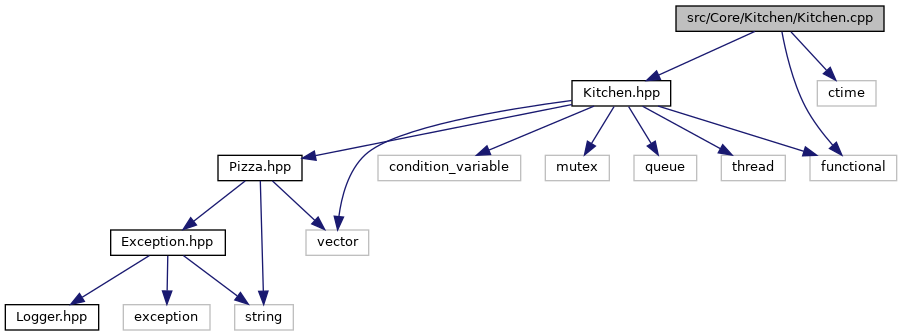 src/Core/Kitchen/Kitchen.cpp
Kitchen.hpp
ctime
Pizza.hpp
condition_variable
mutex
queue
thread
functional
Exception.hpp
vector
Logger.hpp
exception
string